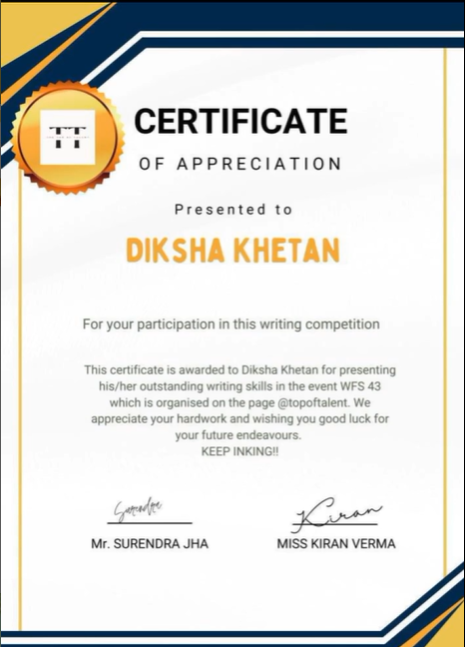 TT
CERTIFICATE
OF APPRECIATION
Presented to
DIKSHA KHETAN
For your participation in this writing competition
This certificate is awarded to Diksha Khetan for presenting
his/her outstanding writing skills in the event WFS 43
which is organised on the page @topoftalent. We
appreciate your hardwork and wishing you good luck for
your future endeavours.
KEEP INKING!!
Surendra Kiran
Mr. SURENDRA JHA MISS KIRAN VERMA